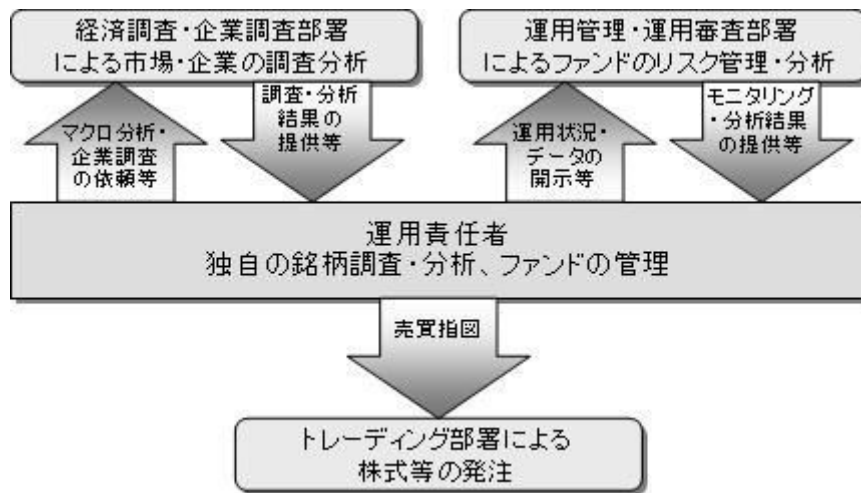 経済調査・企業調査部署
による市場・企業の調査分析
運用管理・運用審査部署
によるファンドのリスク管理・分析
マクロ分析・
企業調査
の依頼等
調査・分析
結果の
提供等
運用状況・
データの
開示等
モニタリング
・分析結果
の提供等
運用責任者
独自の銘柄調査・分析、ファンドの管理
売買指図
トレーディング部署による
株式等の発注